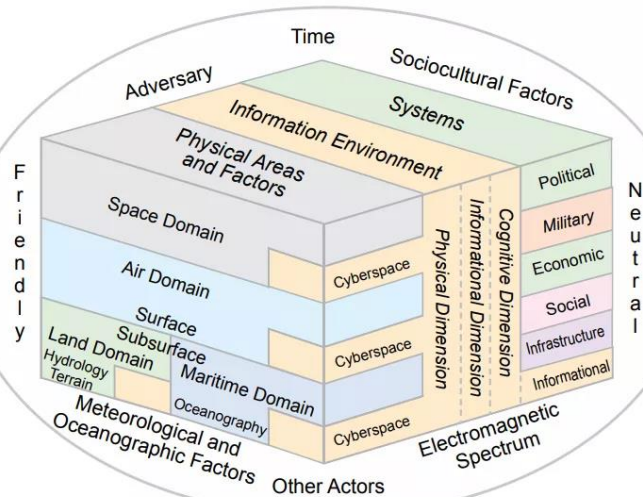 Time
Adversary
Sociocultural Factors
Systems
Information Environment
Physical Areas
and Factors
Friendly
Neutral
Space Domain
Cyberspace
Air Domain
Surface
Cyberspace
Subsurface
Land Domain
Hydrology
Terrain
Maritime Domain
Oceanography
Cyberspace
Physical Dimension
Informational Dimension
Cognitive Dimension
Political
Military
Economic
Social
Infrastructure
Informational
Meteorological and
Oceanographic Factors
Electromagnetic
Spectrum
Other Actors